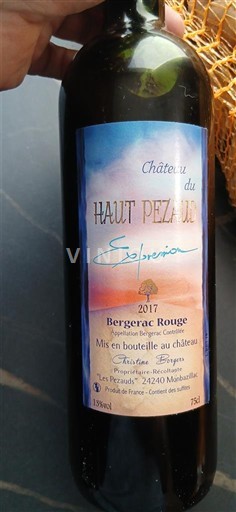 Château
du
HAUT PEZAUD
Expression
2017
Bergerac Rouge
Appellation Bergerac Contrôlée
Mis en bouteille au château
Christine Borgers
Propriétaire-Récoltante
"Les Pezauds" 24240 Monbazillac
Produit de France - Contient des sulfites
13%vol
75cl